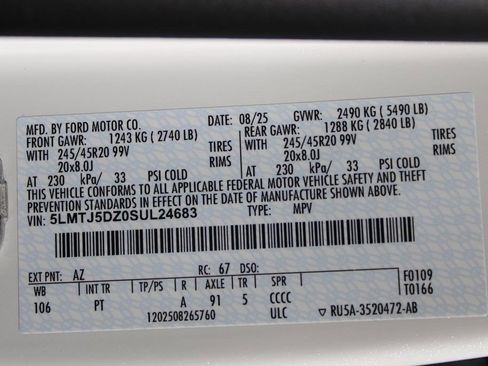 MFD. BY FORD MOTOR CO. 08/25 GVWR: 2490 KG (5490 LB)
FRONT GAWR: 1243 KG (2740 LB) REAR GAWR: 1288 KG (2840 LB)
WITH 245/45R20 99V TIRES WITH 245/45R20 99V TIRES
20x8.0J RIMS 20x8.0J RIMS
AT 230 kPa/ 33 PSI COLD AT 230 kPa/ 33 PSI COLD
THIS VEHICLE CONFORMS TO ALL APPLICABLE FEDERAL MOTOR VEHICLE SAFETY AND THEFT
PREVENTION STANDARDS IN EFFECT ON THE DATE OF MANUFACTURE SHOWN ABOVE.
VIN: 5LMTJ5DZ0SUL24683 TYPE: MPV
EXT PNT: AZ RC: 67 DSO:
WB INT TR TP/PS R AXLE TR SPR F0109
106 PT A 91 5 CCCC T0166
1202508265760 ULC RU5A-3520472-AB